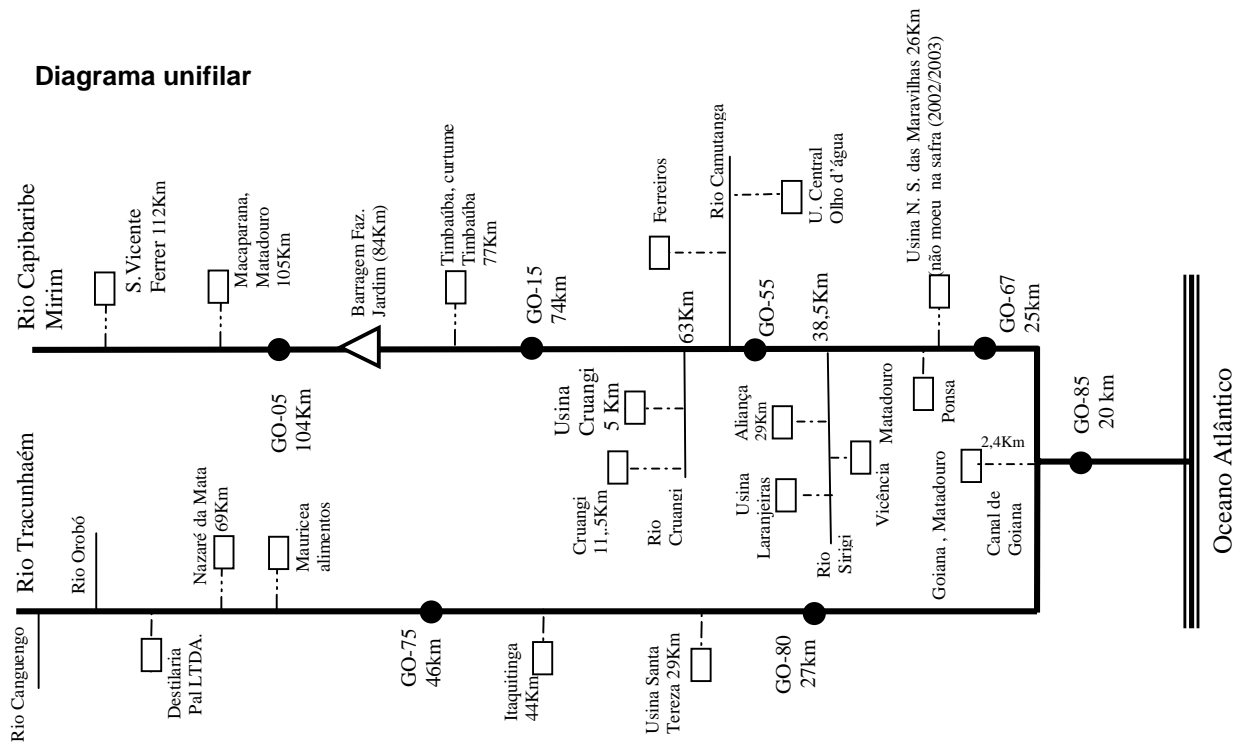 Diagrama unifilar
Rio Canguengo
Rio Tracunhaém
Rio Orobó
Destilaria
Pal LTDA.
Nazaré da Mata
69Km
Mauricea
alimentos
GO-75
46km
Itaquitinga
44Km
Usina Santa
Tereza 29Km
GO-80
27km
Rio Capibaribe
Mirim
S. Vicente
Ferrer 112Km
Macaparana,
Matadouro
105Km
GO-05
104Km
Barragem Faz.
Jardim (84Km)
Timbaúba, curtume
Timbaúba
77Km
GO-15
74km
63Km
Usina
Cruangi
5 Km
Cruangi
11,.5Km
Rio
Cruangi
Ferreiros
Rio Camutanga
U. Central
Olho d'água
GO-55
38,5Km
Aliança
29Km
Usina
Laranjeiras
Rio
Sirigi
Vicência
Matadouro
Usina N. S. das Maravilhas 26Km
(não moeu na safra (2002/2003)
Ponsa
GO-67
25km
Goiana , Matadouro
2,4Km
Canal de
Goiana
GO-85
20 km
Oceano Atlântico